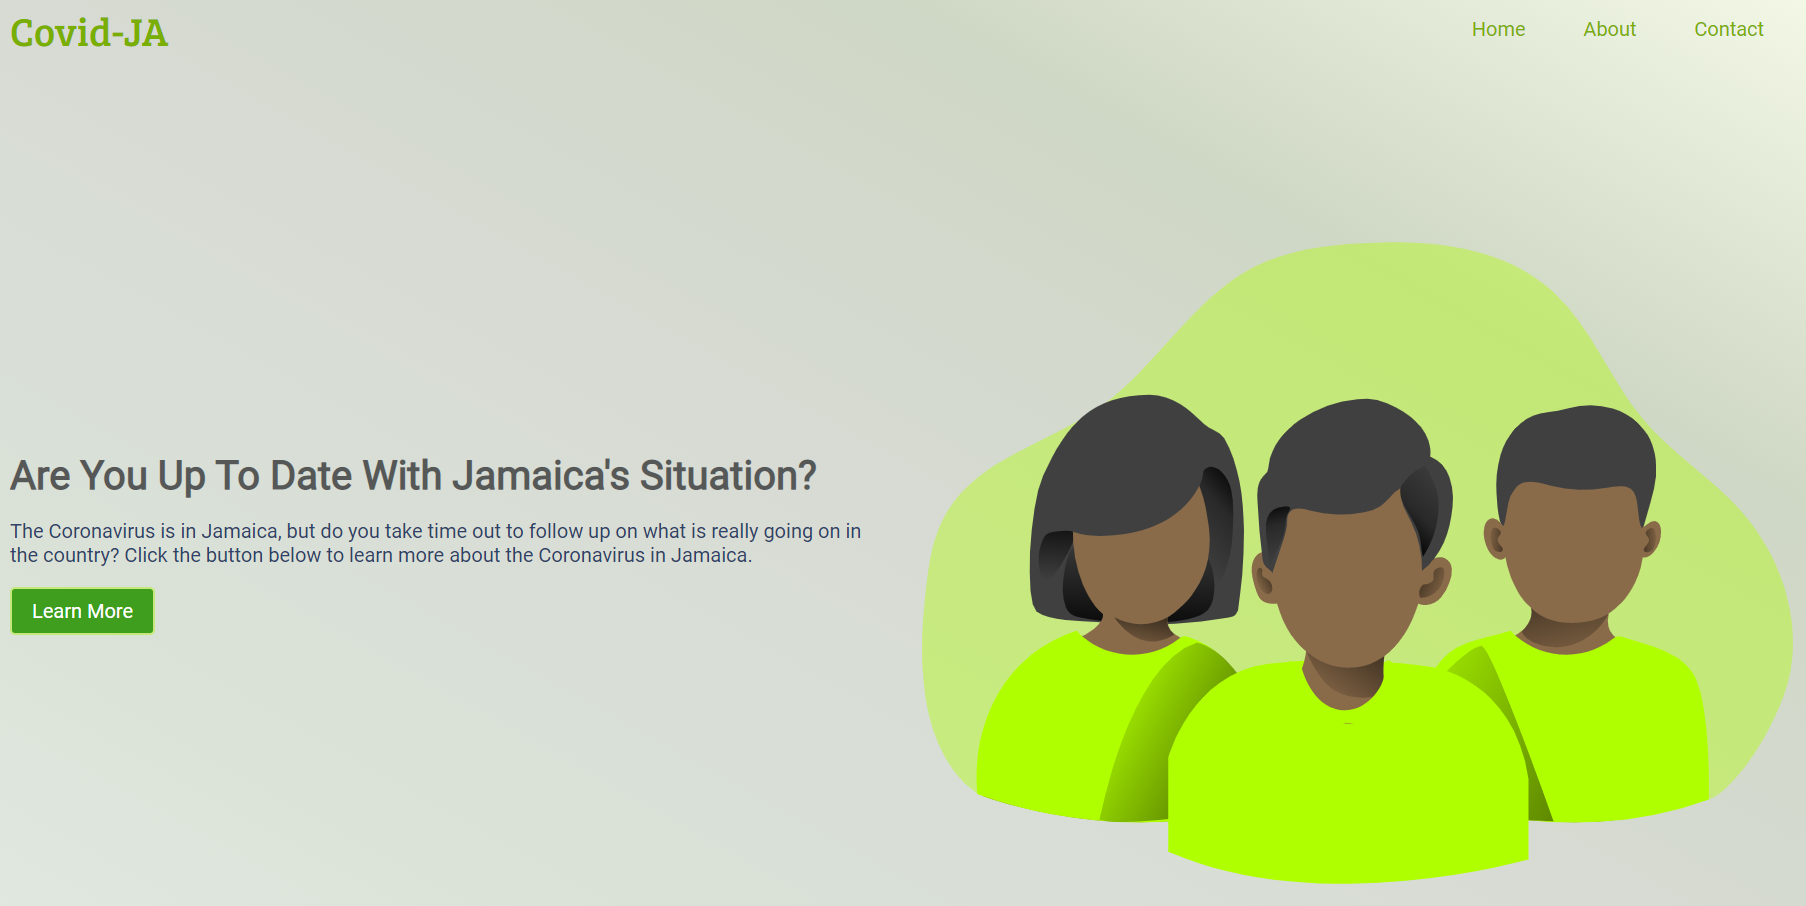 Covid-JA
Home
About
Contact
Are You Up To Date With Jamaica's Situation?
The Coronavirus is in Jamaica, but do you take time out to follow up on what is really going on in
the country? Click the button below to learn more about the Coronavirus in Jamaica.
Learn More